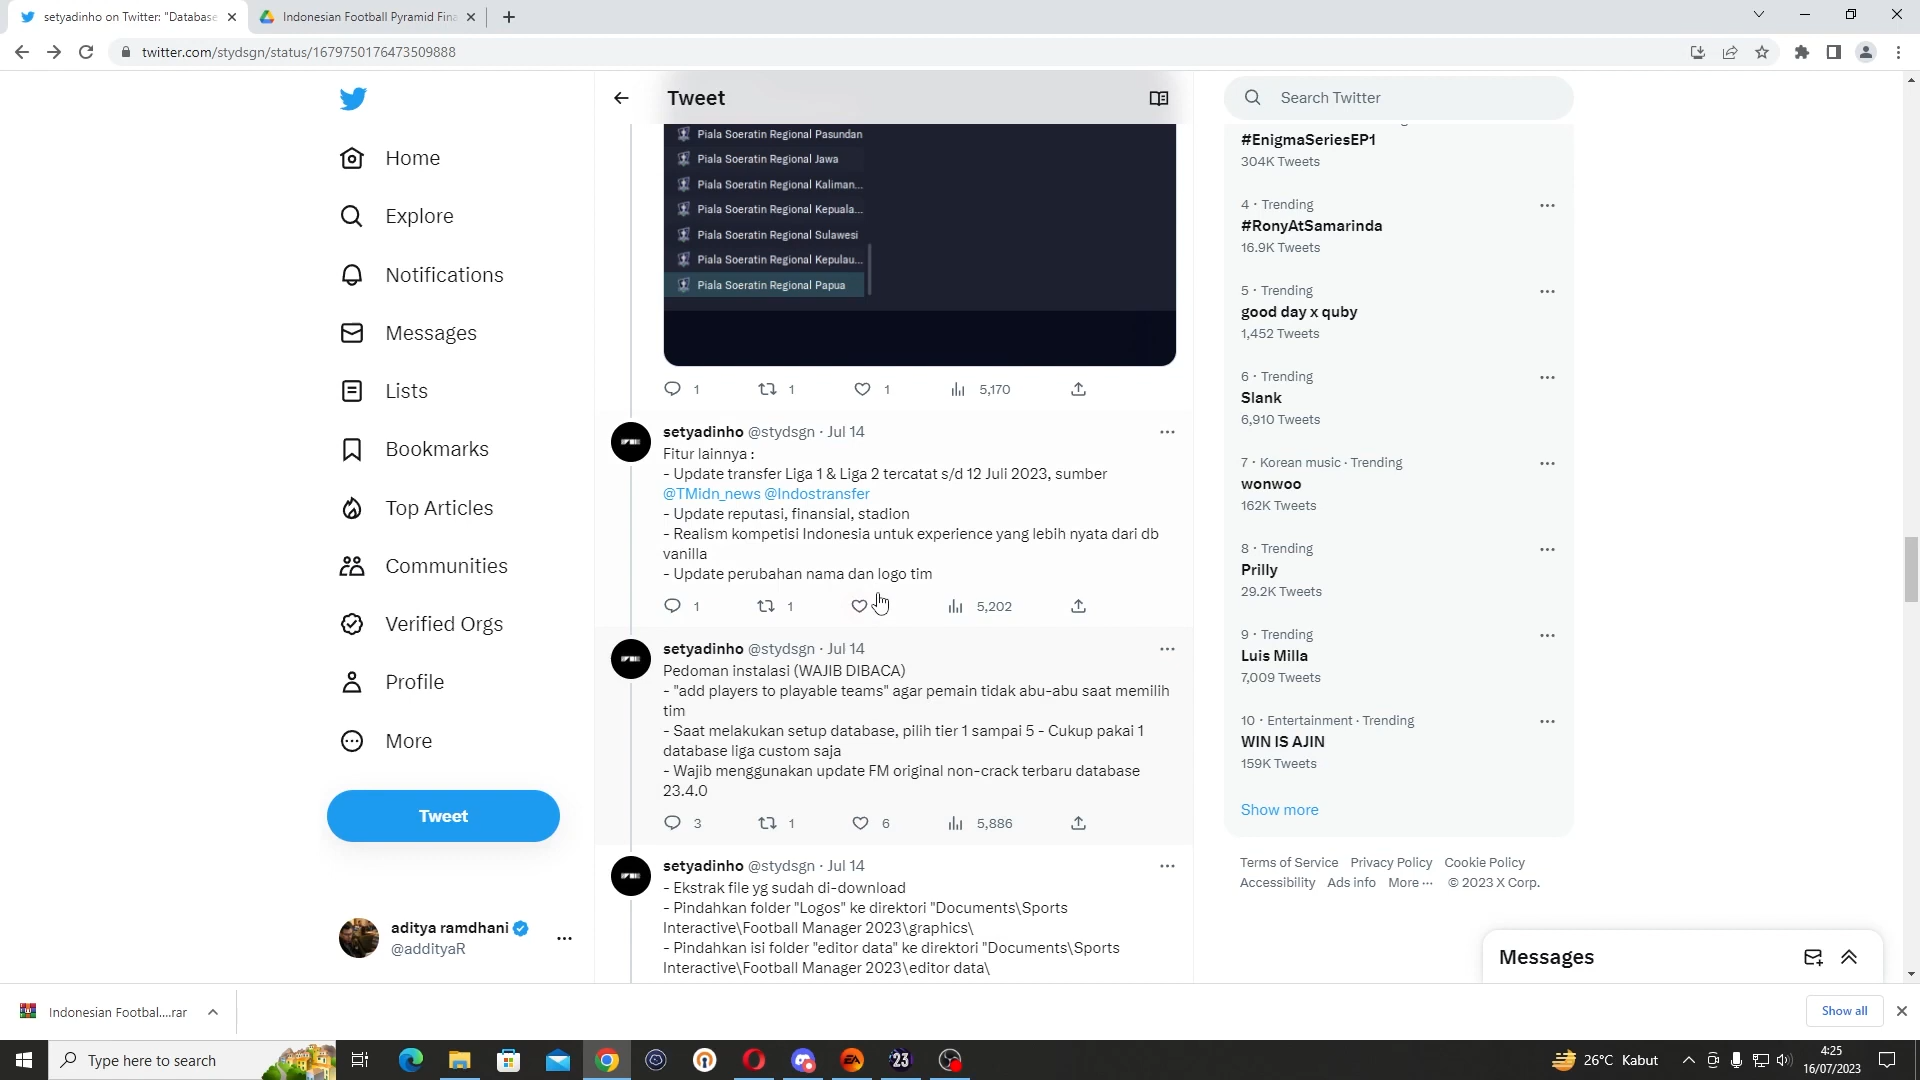 setyadinho on Twitter: "Database
Indonesian Football Pyramid Fina
twitter.com/stydsgn/status/1679750176473509888
Home
Explore
Notifications
Messages
Lists
Bookmarks
Top Articles
Communities
Verified Orgs
Profile
More
Tweet
aditya ramdhani
@addityaR
Tweet
Piala Soeratin Regional Pasundan
Piala Soeratin Regional Jawa
Piala Soeratin Regional Kaliman...
Piala Soeratin Regional Kepuala...
Piala Soeratin Regional Sulawesi
Piala Soeratin Regional Kepulau...
Piala Soeratin Regional Papua
1 1 1 5,170
setyadinho @stydsgn · Jul 14
Fitur lainnya :
- Update transfer Liga 1 & Liga 2 tercatat s/d 12 Juli 2023, sumber
@TMidn_news @Indostransfer
- Update reputasi, finansial, stadion
- Realism kompetisi Indonesia untuk experience yang lebih nyata dari db
vanilla
- Update perubahan nama dan logo tim
1 1 5,202
setyadinho @stydsgn · Jul 14
Pedoman instalasi (WAJIB DIBACA)
- "add players to playable teams" agar pemain tidak abu-abu saat memilih
tim
- Saat melakukan setup database, pilih tier 1 sampai 5 - Cukup pakai 1
database liga custom saja
- Wajib menggunakan update FM original non-crack terbaru database
23.4.0
3 1 6 5,886
setyadinho @stydsgn · Jul 14
- Ekstrak file yg sudah di-download
- Pindahkan folder "Logos" ke direktori "Documents\Sports
Interactive\Football Manager 2023\graphics\
- Pindahkan isi folder "editor data" ke direktori "Documents\Sports
Interactive\Football Manager 2023\editor data\
Search Twitter
#EnigmaSeriesEP1
304K Tweets
4 · Trending
#RonyAtSamarinda
16.9K Tweets
5 · Trending
good day x quby
1,452 Tweets
6 · Trending
Slank
6,910 Tweets
7 · Korean music · Trending
wonwoo
162K Tweets
8 · Trending
Prilly
29.2K Tweets
9 · Trending
Luis Milla
7,009 Tweets
10 · Entertainment · Trending
WIN IS AJIN
159K Tweets
Show more
Terms of Service Privacy Policy Cookie Policy
Accessibility Ads info More ··· © 2023 X Corp.
Messages
Indonesian Footbal....rar
Show all
Type here to search
23
26°C Kabut
4:25
16/07/2023